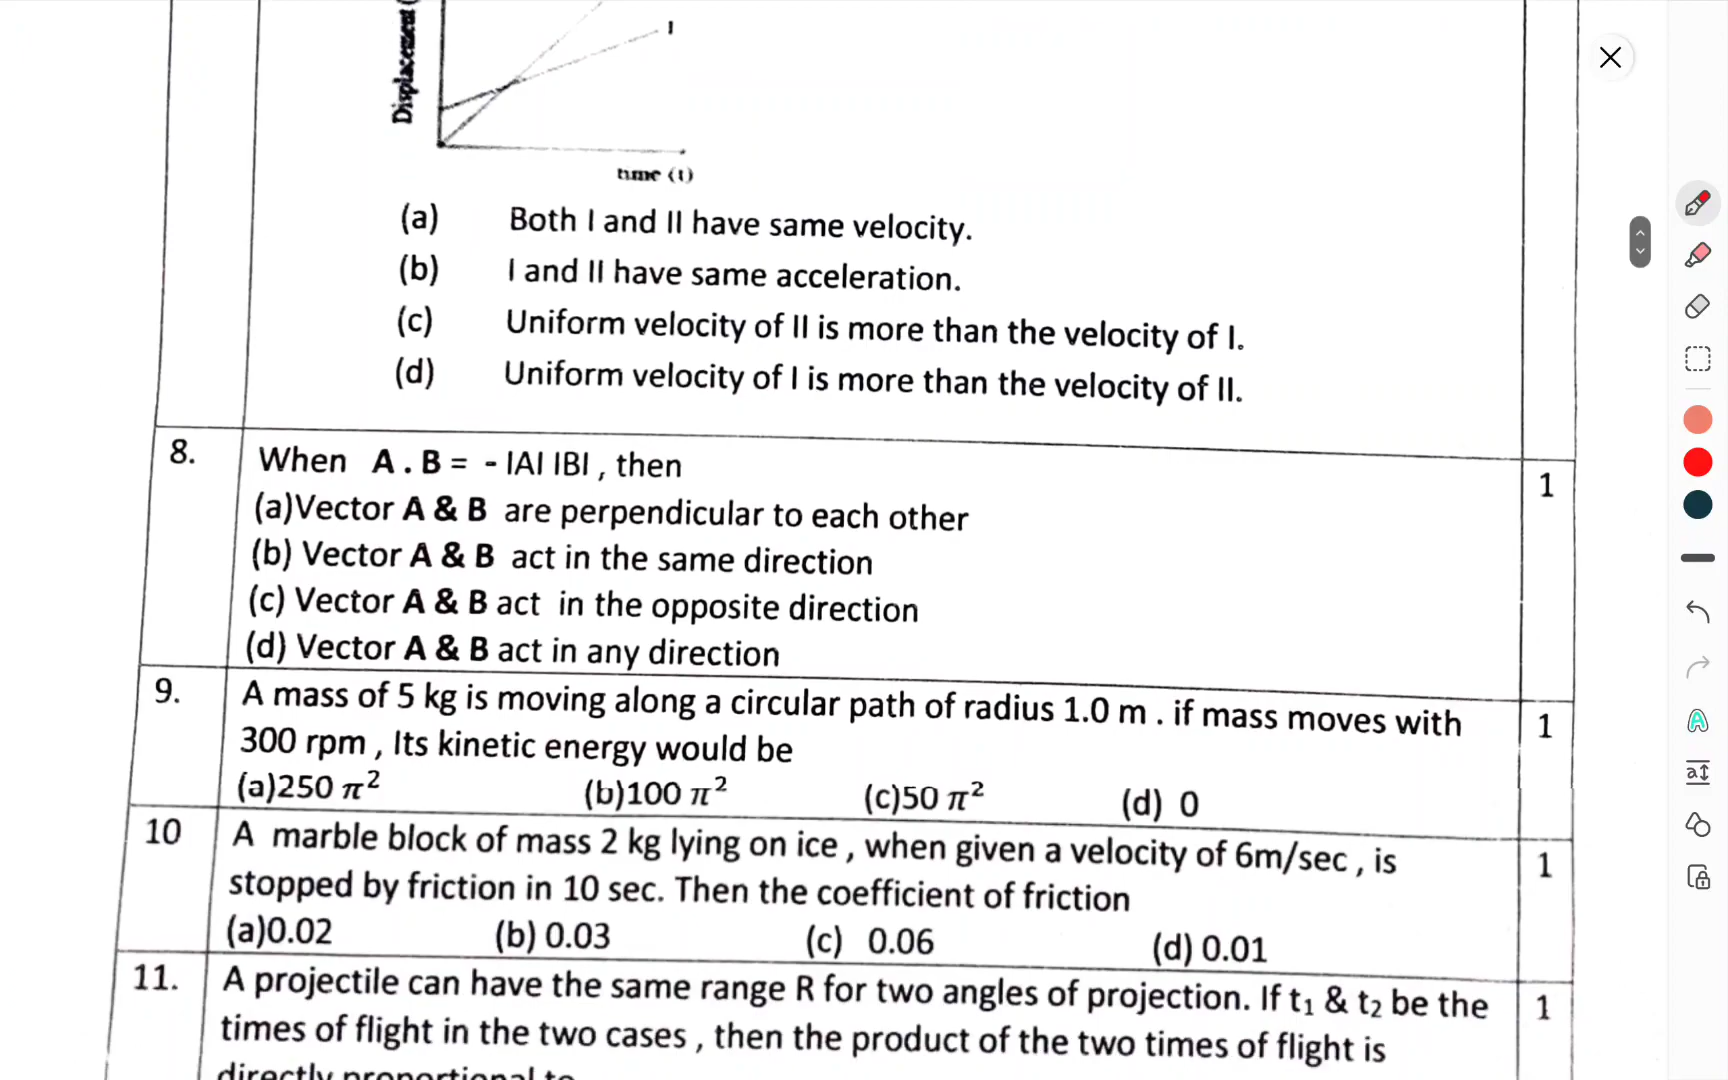 Displacement (
I
time (t)
(a) Both I and II have same velocity.
(b) I and II have same acceleration.
(c) Uniform velocity of II is more than the velocity of I.
(d) Uniform velocity of I is more than the velocity of II.
8. When A . B = - IAI IBI , then 1
(a)Vector A & B are perpendicular to each other
(b) Vector A & B act in the same direction
(c) Vector A & B act in the opposite direction
(d) Vector A & B act in any direction
9. A mass of 5 kg is moving along a circular path of radius 1.0 m . if mass moves with 1
300 rpm , Its kinetic energy would be
(a)250 π² (b)100 π² (c)50 π² (d) 0
10 A marble block of mass 2 kg lying on ice , when given a velocity of 6m/sec , is 1
stopped by friction in 10 sec. Then the coefficient of friction
(a)0.02 (b) 0.03 (c) 0.06 (d) 0.01
11. A projectile can have the same range R for two angles of projection. If t₁ & t₂ be the 1
times of flight in the two cases , then the product of the two times of flight is
directly proportional to